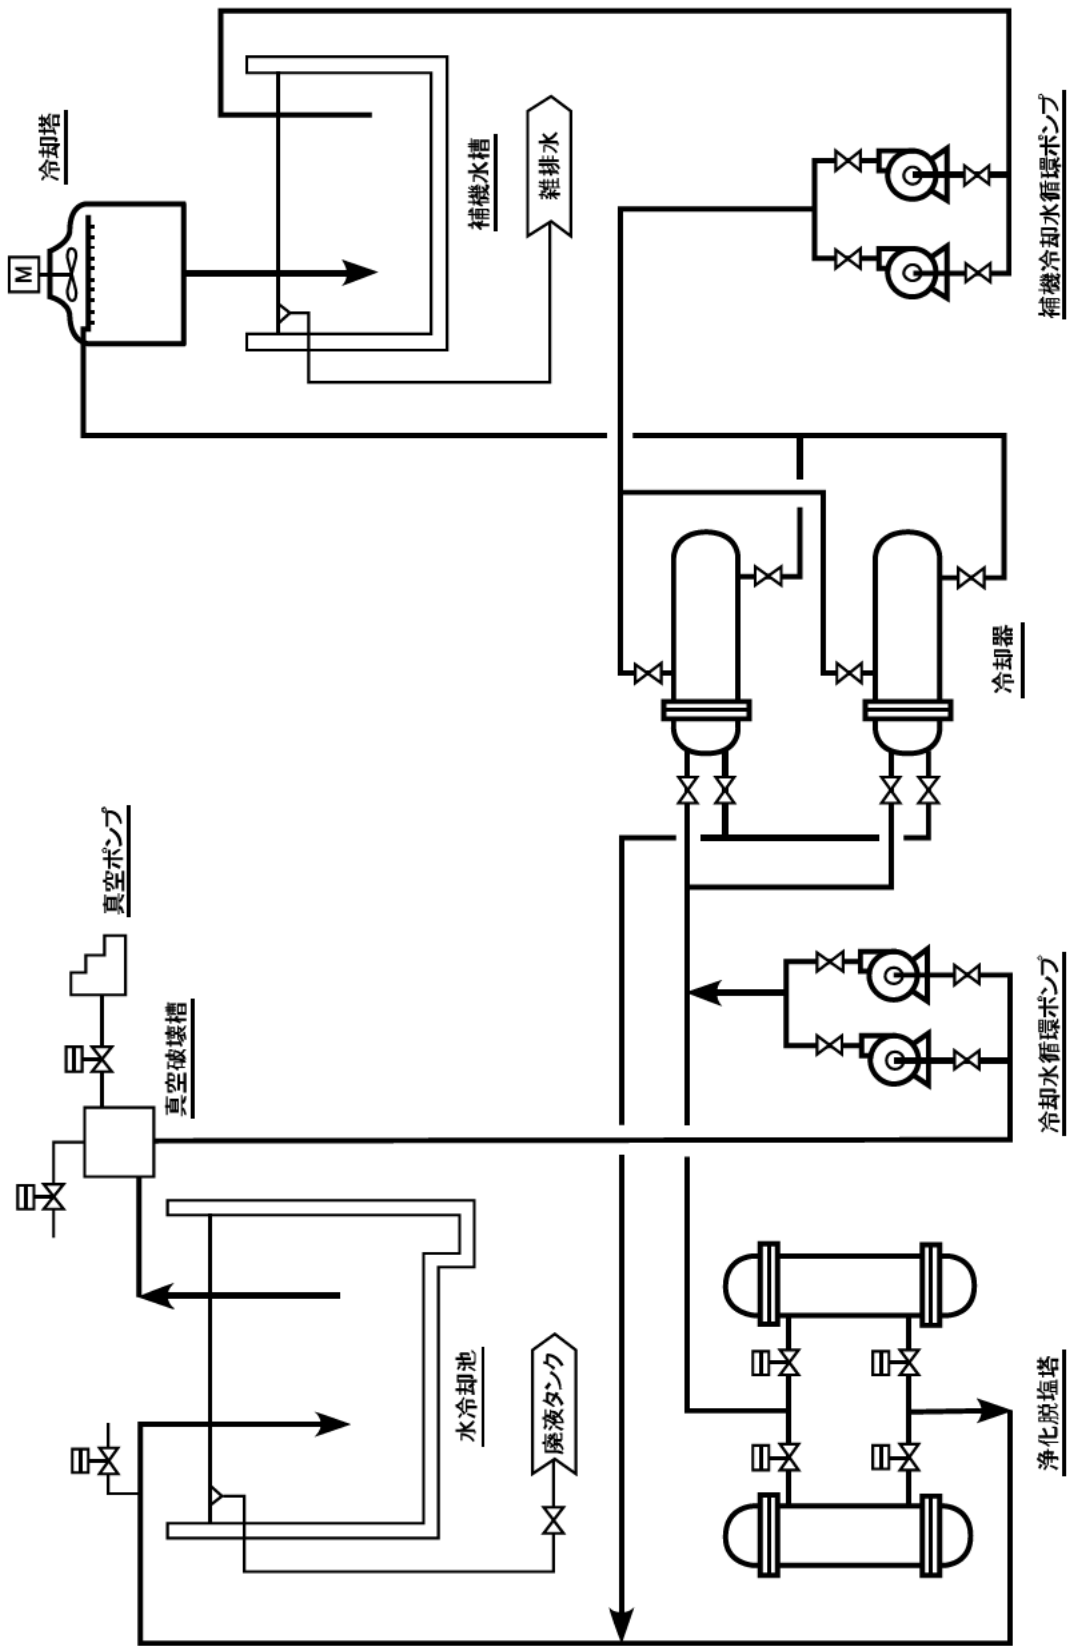 冷却塔
M
補機水槽
雑排水
補機冷却水循環ポンプ
冷却器
真空ポンプ
真空破壊槽
冷却水循環ポンプ
水冷却池
廃液タンク
浄化脱塩塔